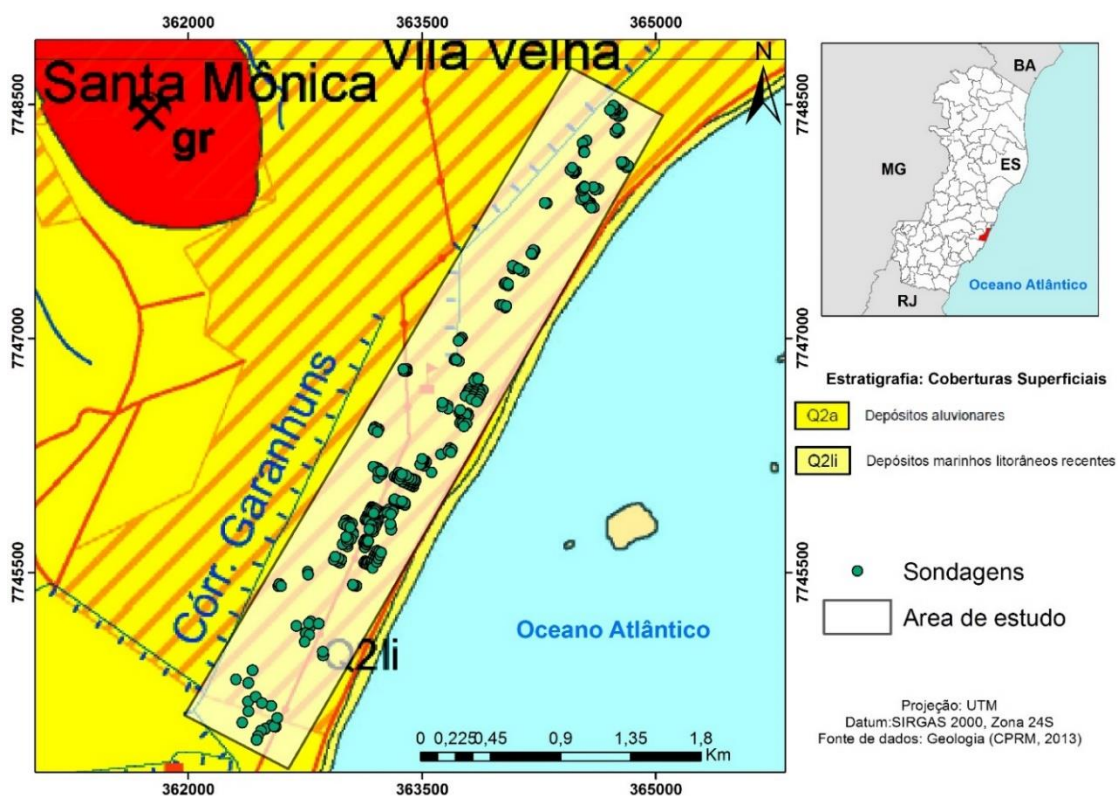 362000
363500
365000
Vila Velha
N
Santa Mônica
gr
7748500
7748500
7747000
7747000
7745500
7745500
Córr. Garanhuns
Q2li
Oceano Atlântico
0 0,225 0,45 0,9 1,35 1,8
Km
362000
363500
365000
BA
MG
ES
RJ
Oceano Atlântico
Estratigrafia: Coberturas Superficiais
Q2a Depósitos aluvionares
Q2li Depósitos marinhos litorâneos recentes
Sondagens
Area de estudo
Projeção: UTM
Datum:SIRGAS 2000, Zona 24S
Fonte de dados: Geologia (CPRM, 2013)